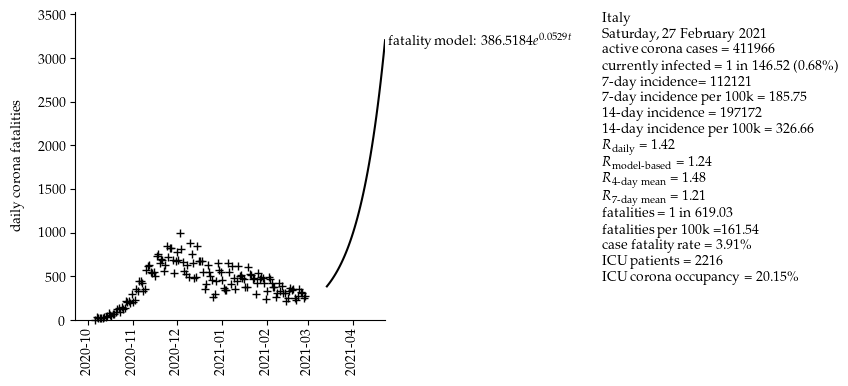 3500
3000
2500
2000
1500
1000
500
0
daily corona fatalities
2020-10
2020-11
2020-12
2021-01
2021-02
2021-03
2021-04
fatality model: 386.5184e^0.0529t
Italy
Saturday, 27 February 2021
active corona cases = 411966
currently infected = 1 in 146.52 (0.68%)
7-day incidence= 112121
7-day incidence per 100k = 185.75
14-day incidence = 197172
14-day incidence per 100k = 326.66
R_daily = 1.42
R_model-based = 1.24
R_4-day mean = 1.48
R_7-day mean = 1.21
fatalities = 1 in 619.03
fatalities per 100k =161.54
case fatality rate = 3.91%
ICU patients = 2216
ICU corona occupancy = 20.15%